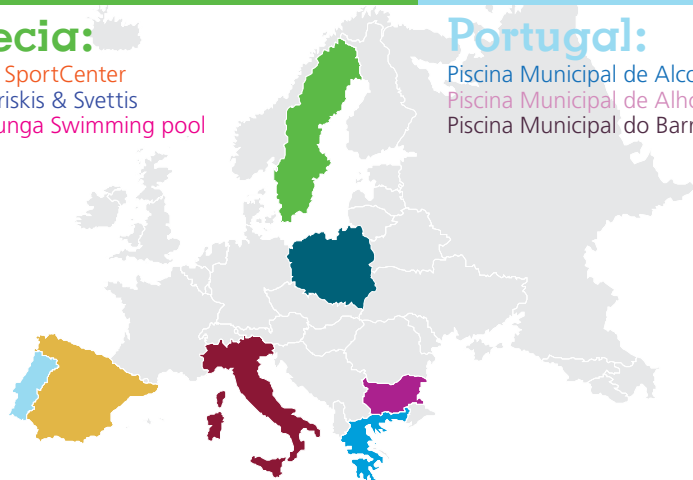 ecia:
SportCenter
riskis & Svettis
unga Swimming pool
Portugal:
Piscina Municipal de Alco
Piscina Municipal de Alho
Piscina Municipal do Barr